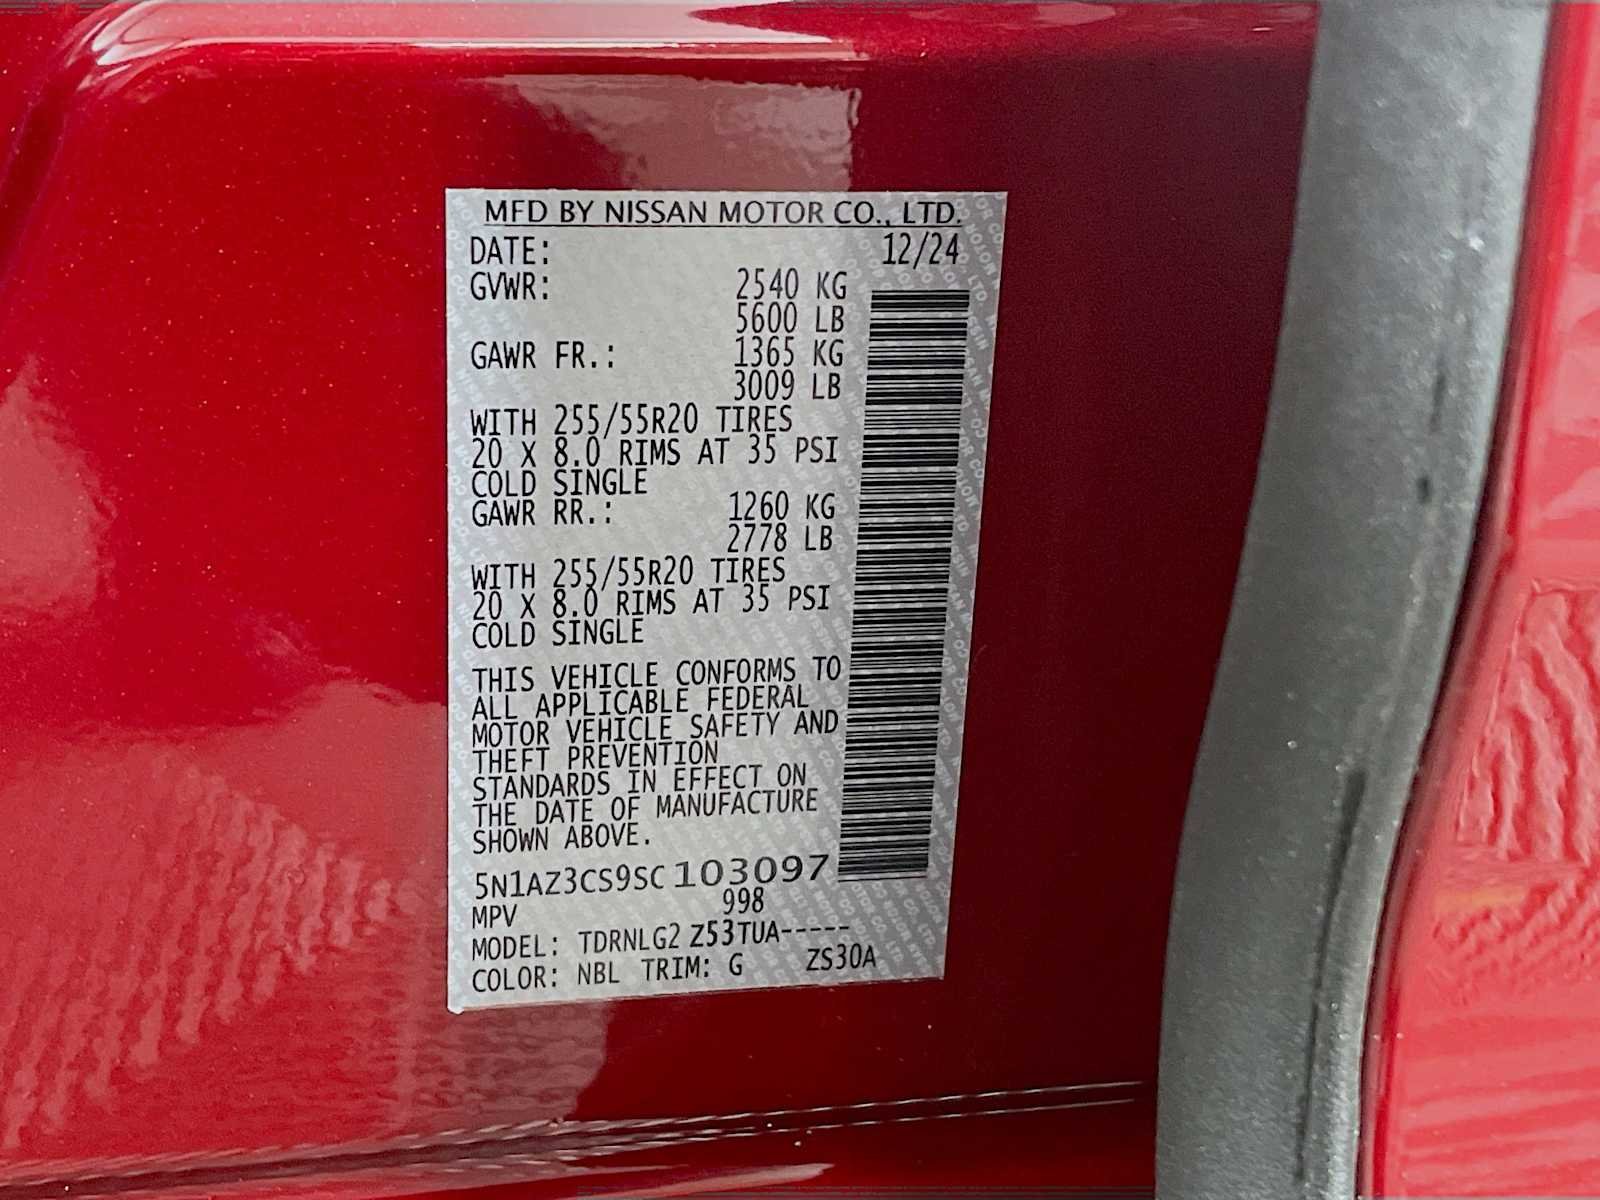 MFD BY NISSAN MOTOR CO., LTD.
DATE: 12/24
GVWR: 2540 KG
5600 LB
GAWR FR.: 1365 KG
3009 LB
WITH 255/55R20 TIRES
20 X 8.0 RIMS AT 35 PSI
COLD SINGLE
GAWR RR.: 1260 KG
2778 LB
WITH 255/55R20 TIRES
20 X 8.0 RIMS AT 35 PSI
COLD SINGLE
THIS VEHICLE CONFORMS TO
ALL APPLICABLE FEDERAL
MOTOR VEHICLE SAFETY AND
THEFT PREVENTION
STANDARDS IN EFFECT ON
THE DATE OF MANUFACTURE
SHOWN ABOVE.
5N1AZ3CS9SC103097
MPV 998
MODEL: TDRNLG2 Z53TUA-----
COLOR: NBL TRIM: G ZS30A